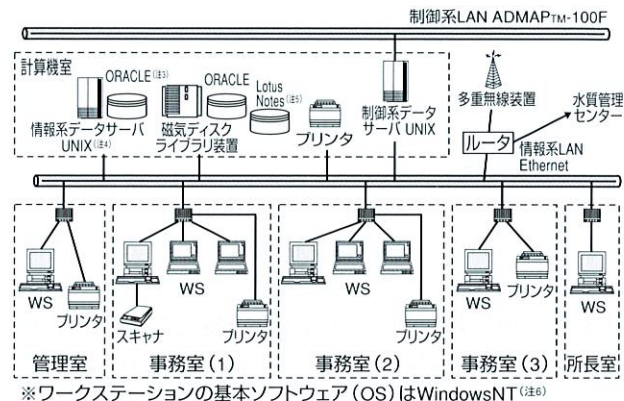 制御系LAN ADMAPTM-100F
計算機室
ORACLE(注3)
ORACLE
Lotus
Notes(注5)
情報系データサーバ
UNIX(注4)
磁気ディスク
ライブラリ装置
プリンタ
制御系データ
サーバ UNIX
多重無線装置
水質管理
センター
ルータ
情報系LAN
Ethernet
WS
プリンタ
管理室
WS
スキャナ
プリンタ
事務室(1)
WS
プリンタ
事務室(2)
WS
プリンタ
事務室(3)
WS
所長室
※ワークステーションの基本ソフトウェア(OS)はWindowsNT(注6)